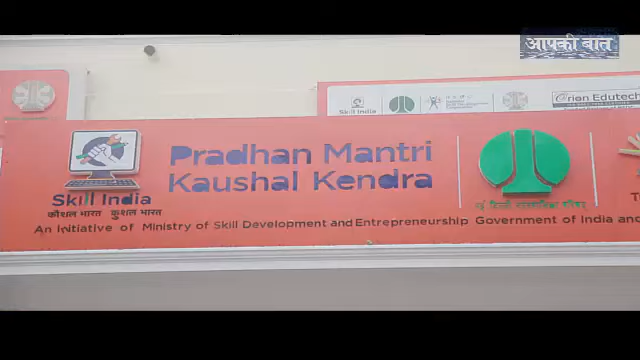 आपकी बात
Skill India
Orion Edutech
Pradhan Mantri
Kaushal Kendra
Skill India
कौशल भारत कुशल भारत
An Initiative of Ministry of Skill Development and Entrepreneurship Government of India and